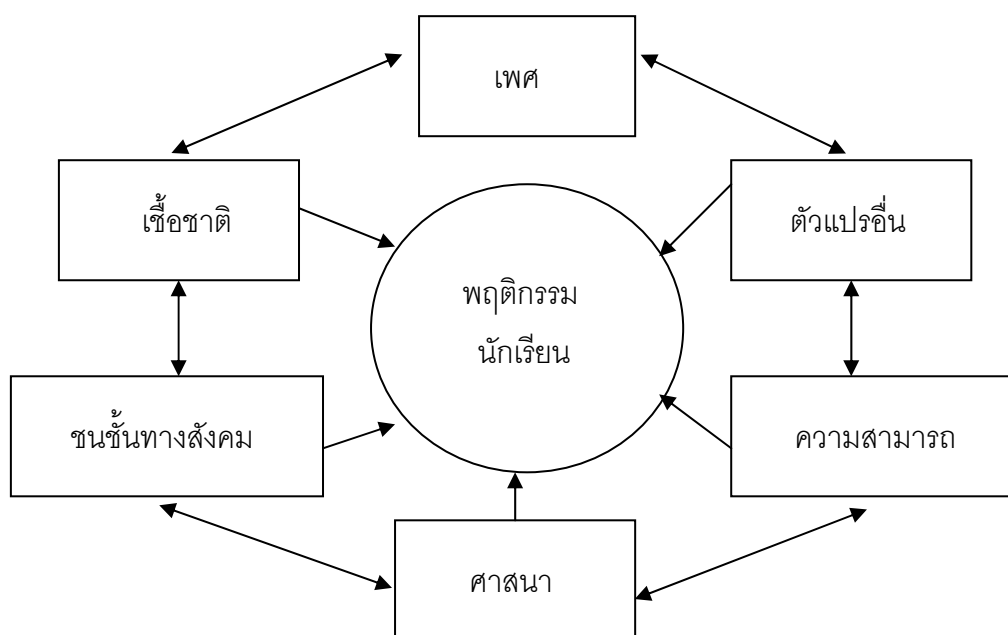 เพศ
เชื้อชาติ
ตัวแปรอื่น
พฤติกรรม
นักเรียน
ชนชั้นทางสังคม
ความสามารถ
ศาสนา